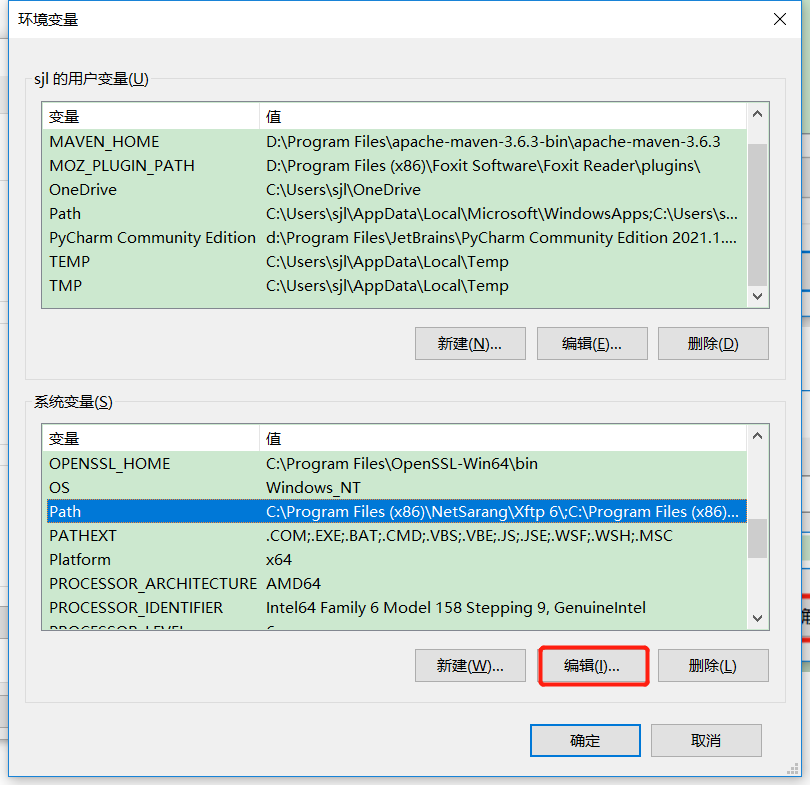 环境变量
sjl 的用户变量(U)
变量 值
MAVEN_HOME D:\Program Files\apache-maven-3.6.3-bin\apache-maven-3.6.3
MOZ_PLUGIN_PATH D:\Program Files (x86)\Foxit Software\Foxit Reader\plugins\
OneDrive C:\Users\sjl\OneDrive
Path C:\Users\sjl\AppData\Local\Microsoft\WindowsApps;C:\Users\s...
PyCharm Community Edition d:\Program Files\JetBrains\PyCharm Community Edition 2021.1....
TEMP C:\Users\sjl\AppData\Local\Temp
TMP C:\Users\sjl\AppData\Local\Temp
新建(N)... 编辑(E)... 删除(D)
系统变量(S)
变量 值
OPENSSL_HOME C:\Program Files\OpenSSL-Win64\bin
OS Windows_NT
Path C:\Program Files (x86)\NetSarang\Xftp 6\;C:\Program Files (x86)...
PATHEXT .COM;.EXE;.BAT;.CMD;.VBS;.VBE;.JS;.JSE;.WSF;.WSH;.MSC
Platform x64
PROCESSOR_ARCHITECTURE AMD64
PROCESSOR_IDENTIFIER Intel64 Family 6 Model 158 Stepping 9, GenuineIntel
新建(W)... 编辑(I)... 删除(L)
确定 取消